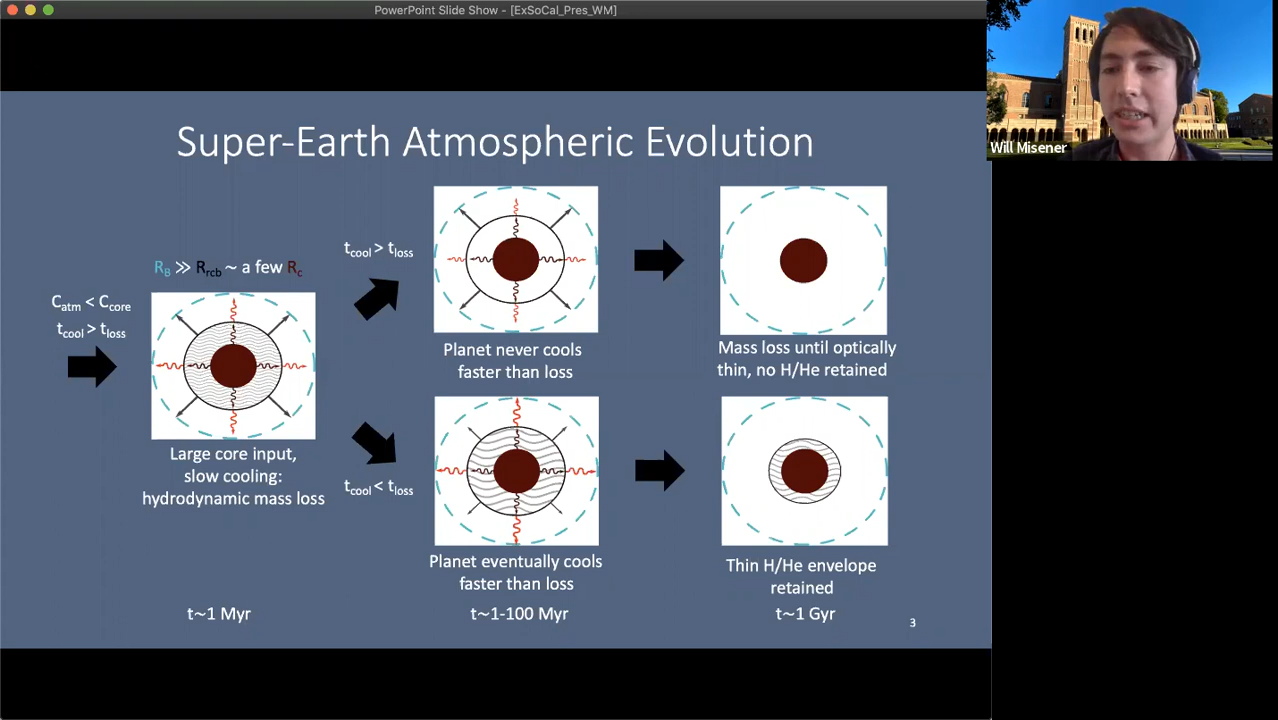 PowerPoint Slide Show - [ExSoCal_Pres_WM]
Will Misener
Super-Earth Atmospheric Evolution
R_B ≫ R_rcb ~ a few R_c
C_atm < C_core
t_cool > t_loss
Large core input,
slow cooling:
hydrodynamic mass loss
t_cool > t_loss
t_cool < t_loss
Planet never cools
faster than loss
Mass loss until optically
thin, no H/He retained
Planet eventually cools
faster than loss
Thin H/He envelope
retained
t~1 Myr
t~1-100 Myr
t~1 Gyr
3